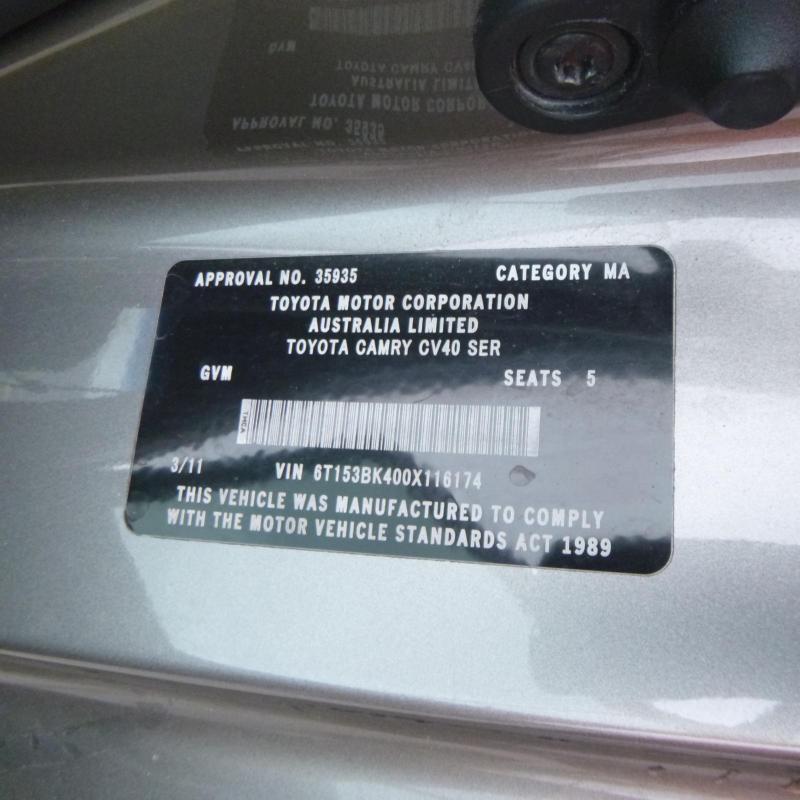 APPROVAL NO. 35935 CATEGORY MA
TOYOTA MOTOR CORPORATION
AUSTRALIA LIMITED
TOYOTA CAMRY CV40 SER
GVM SEATS 5
TMCA
3/11 VIN 6T153BK400X116174
THIS VEHICLE WAS MANUFACTURED TO COMPLY
WITH THE MOTOR VEHICLE STANDARDS ACT 1989